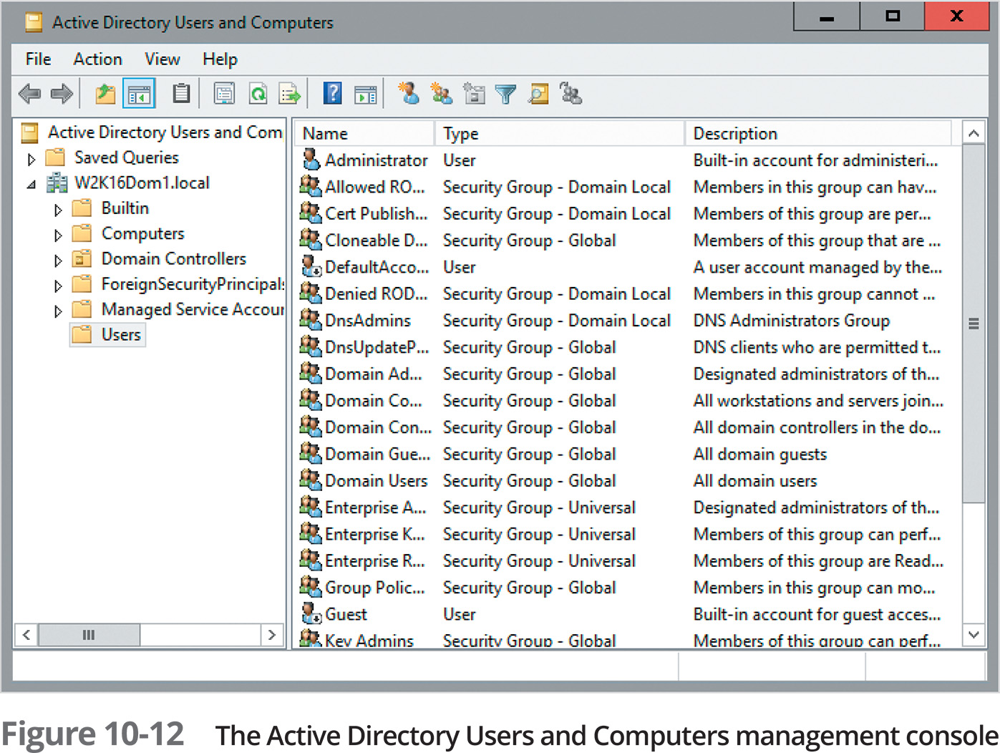 Active Directory Users and Computers
File Action View Help
Active Directory Users and Com
Saved Queries
W2K16Dom1.local
Builtin
Computers
Domain Controllers
ForeignSecurityPrincipals
Managed Service Accour
Users
Name Type Description
Administrator User Built-in account for administeri...
Allowed RO... Security Group - Domain Local Members in this group can hav...
Cert Publish... Security Group - Domain Local Members of this group are per...
Cloneable D... Security Group - Global Members of this group that are ...
DefaultAcco... User A user account managed by the...
Denied ROD... Security Group - Domain Local Members in this group cannot ...
DnsAdmins Security Group - Domain Local DNS Administrators Group
DnsUpdateP... Security Group - Global DNS clients who are permitted t...
Domain Ad... Security Group - Global Designated administrators of th...
Domain Co... Security Group - Global All workstations and servers join...
Domain Con... Security Group - Global All domain controllers in the do...
Domain Gue... Security Group - Global All domain guests
Domain Users Security Group - Global All domain users
Enterprise A... Security Group - Universal Designated administrators of th...
Enterprise K... Security Group - Universal Members of this group can perf...
Enterprise R... Security Group - Universal Members of this group are Read...
Group Polic... Security Group - Global Members in this group can mo...
Guest User Built-in account for guest acces...
Key Admins Security Group - Global Members of this group can perf...
Figure 10-12 The Active Directory Users and Computers management console